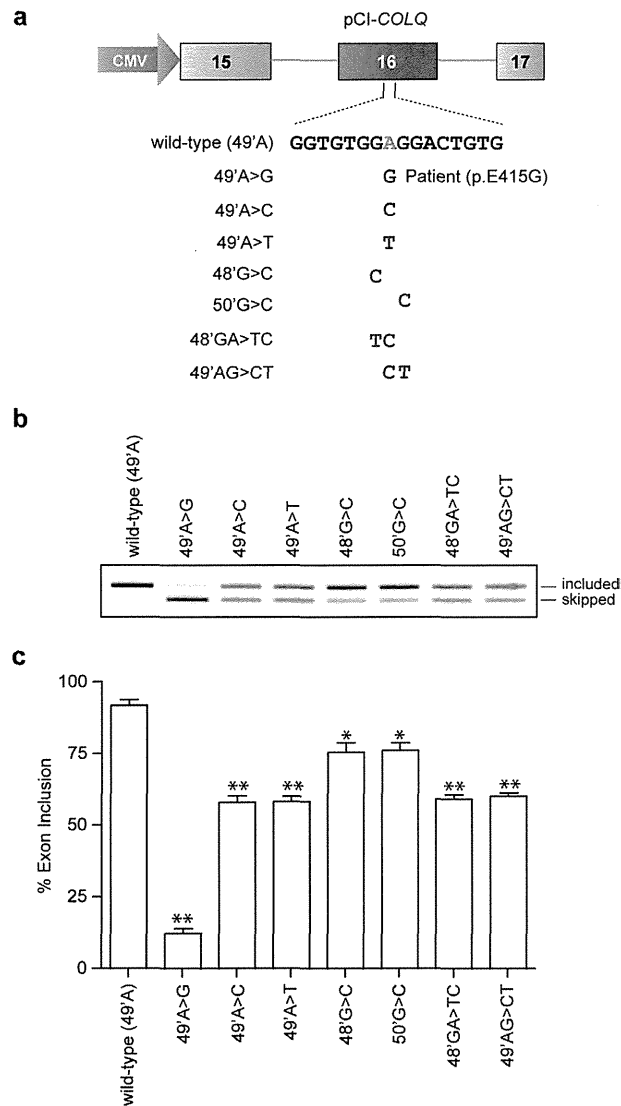 a
pCI-COLQ
CMV 15 16 17
wild-type (49'A) GGTGTGGAGGACTGTG
49'A>G G Patient (p.E415G)
49'A>C C
49'A>T T
48'G>C C
50'G>C C
48'GA>TC TC
49'AG>CT CT
b
wild-type (49'A)
49'A>G
49'A>C
49'A>T
48'G>C
50'G>C
48'GA>TC
49'AG>CT
included
skipped
c
% Exon Inclusion
100
75
50
25
0
** ** ** * * ** **
wild-type (49'A)
49'A>G
49'A>C
49'A>T
48'G>C
50'G>C
48'GA>TC
49'AG>CT